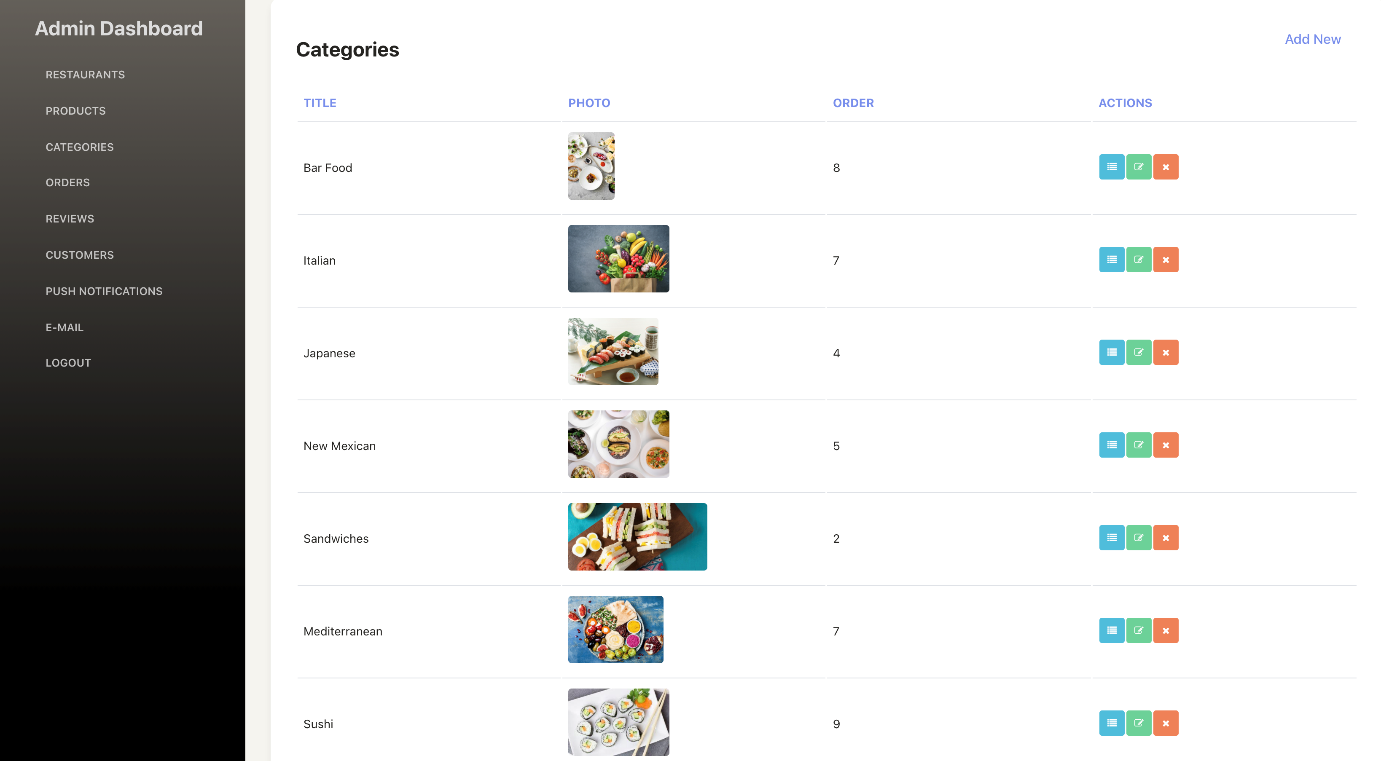 Admin Dashboard
RESTAURANTS
PRODUCTS
CATEGORIES
ORDERS
REVIEWS
CUSTOMERS
PUSH NOTIFICATIONS
E-MAIL
LOGOUT
Categories
Add New
TITLE PHOTO ORDER ACTIONS
Bar Food 8
Italian 7
Japanese 4
New Mexican 5
Sandwiches 2
Mediterranean 7
Sushi 9